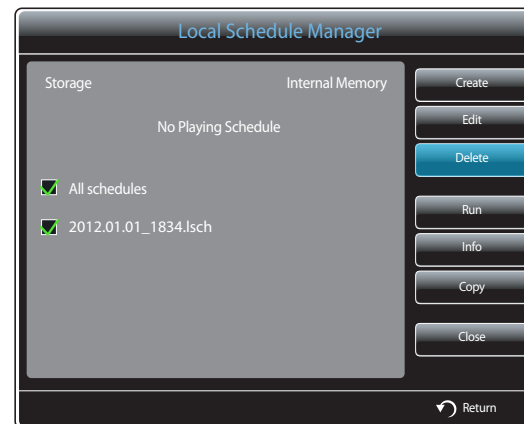 Local Schedule Manager
Storage Internal Memory
No Playing Schedule
All schedules
2012.01.01_1834.lsch
Create
Edit
Delete
Run
Info
Copy
Close
Return